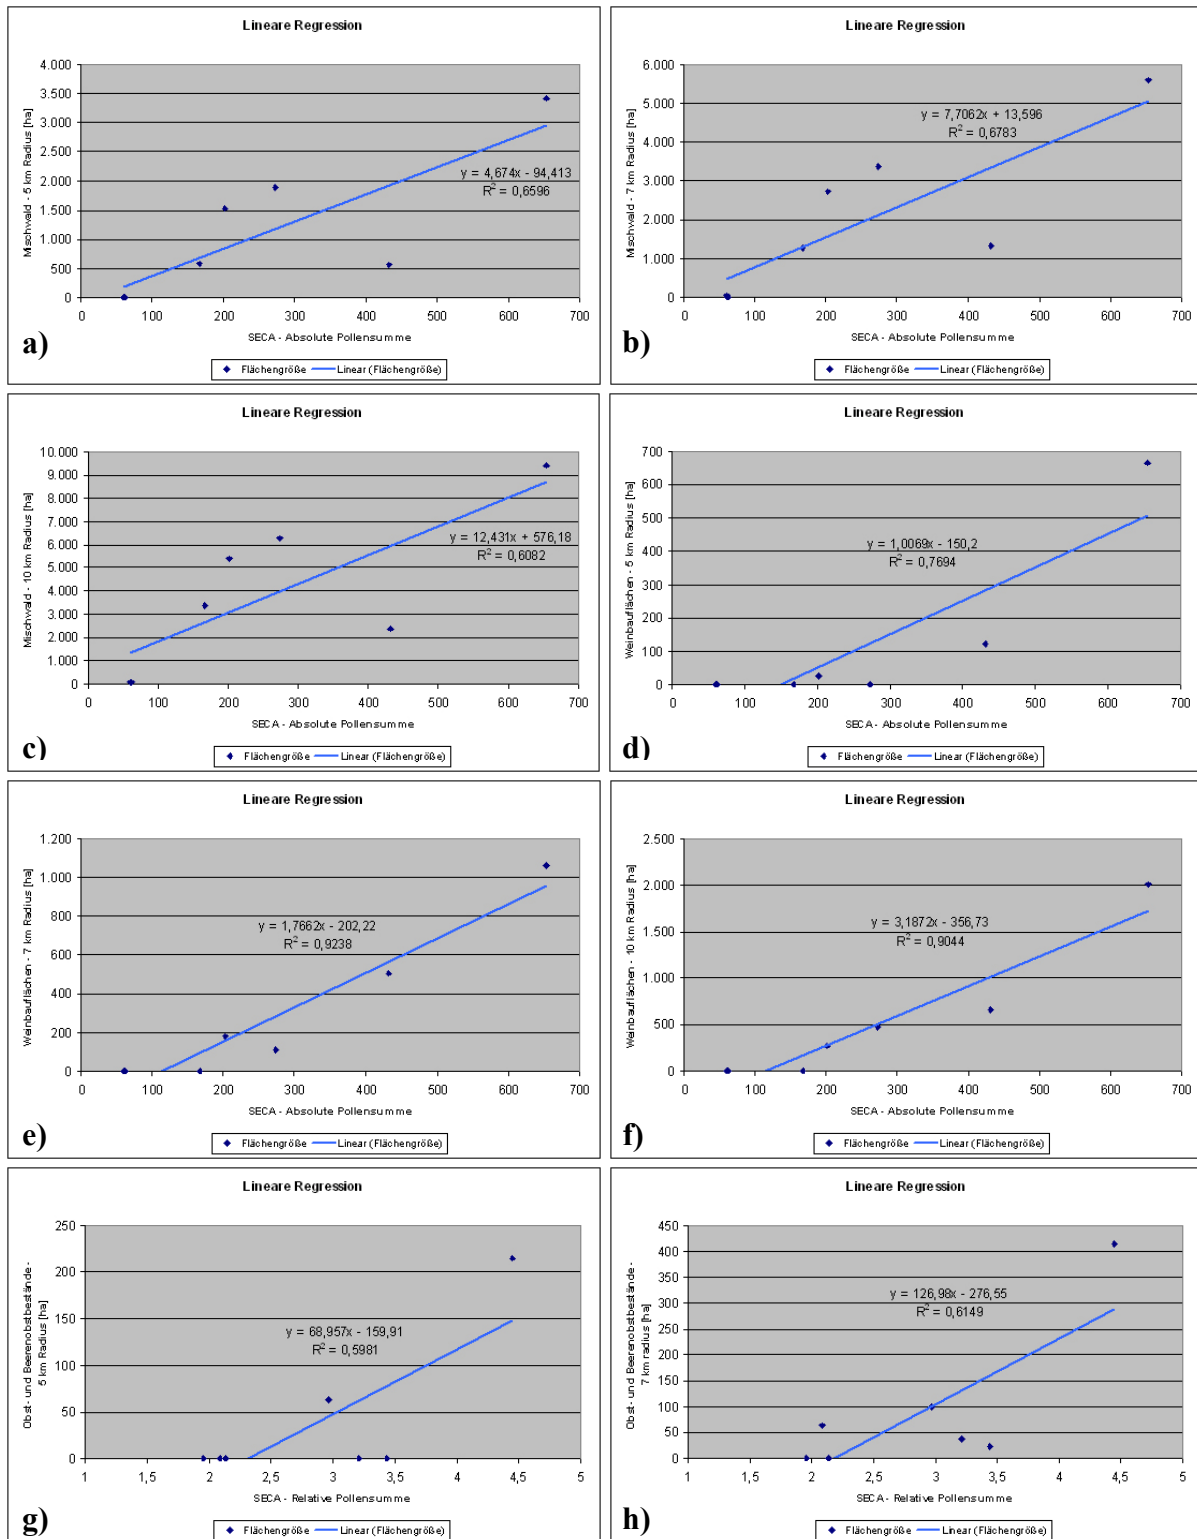 Lineare Regression
Mischwald - 5 km Radius [ha]
4.000
3.500
3.000
2.500
2.000
1.500
1.000
500
0
y = 4,674x - 94,413
R² = 0,6596
0 100 200 300 400 500 600 700
SECA - Absolute Pollensumme
a)
Flächengröße Linear (Flächengröße)
Lineare Regression
Mischwald - 7 km Radius [ha]
6.000
5.000
4.000
3.000
2.000
1.000
0
y = 7,7062x + 13,596
R² = 0,6783
0 100 200 300 400 500 600 700
SECA - Absolute Pollensumme
b)
Flächengröße Linear (Flächengröße)
Lineare Regression
Mischwald - 10 km Radius [ha]
10.000
9.000
8.000
7.000
6.000
5.000
4.000
3.000
2.000
1.000
0
y = 12,431x + 576,18
R² = 0,6082
0 100 200 300 400 500 600 700
SECA - Absolute Pollensumme
c)
Flächengröße Linear (Flächengröße)
Lineare Regression
Weinbauflächen - 5 km Radius [ha]
700
600
500
400
300
200
100
0
y = 1,0069x - 150,2
R² = 0,7694
0 100 200 300 400 500 600 700
SECA - Absolute Pollensumme
d)
Flächengröße Linear (Flächengröße)
Lineare Regression
Weinbauflächen - 7 km Radius [ha]
1.200
1.000
800
600
400
200
0
y = 1,7662x - 202,22
R² = 0,9238
0 100 200 300 400 500 600 700
SECA - Absolute Pollensumme
e)
Flächengröße Linear (Flächengröße)
Lineare Regression
Weinbauflächen - 10 km Radius [ha]
2.500
2.000
1.500
1.000
500
0
y = 3,1872x - 356,73
R² = 0,9044
0 100 200 300 400 500 600 700
SECA - Absolute Pollensumme
f)
Flächengröße Linear (Flächengröße)
Lineare Regression
Obst- und Beerenobstbestände -
5 km Radius [ha]
250
200
150
100
50
0
y = 68,957x - 159,91
R² = 0,5981
1 1,5 2 2,5 3 3,5 4 4,5 5
SECA - Relative Pollensumme
g)
Flächengröße Linear (Flächengröße)
Lineare Regression
Obst- und Beerenobstbestände -
7 km radius [ha]
450
400
350
300
250
200
150
100
50
0
y = 126,98x - 276,55
R² = 0,6149
1 1,5 2 2,5 3 3,5 4 4,5 5
SECA - Relative Pollensumme
h)
Flächengröße Linear (Flächengröße)